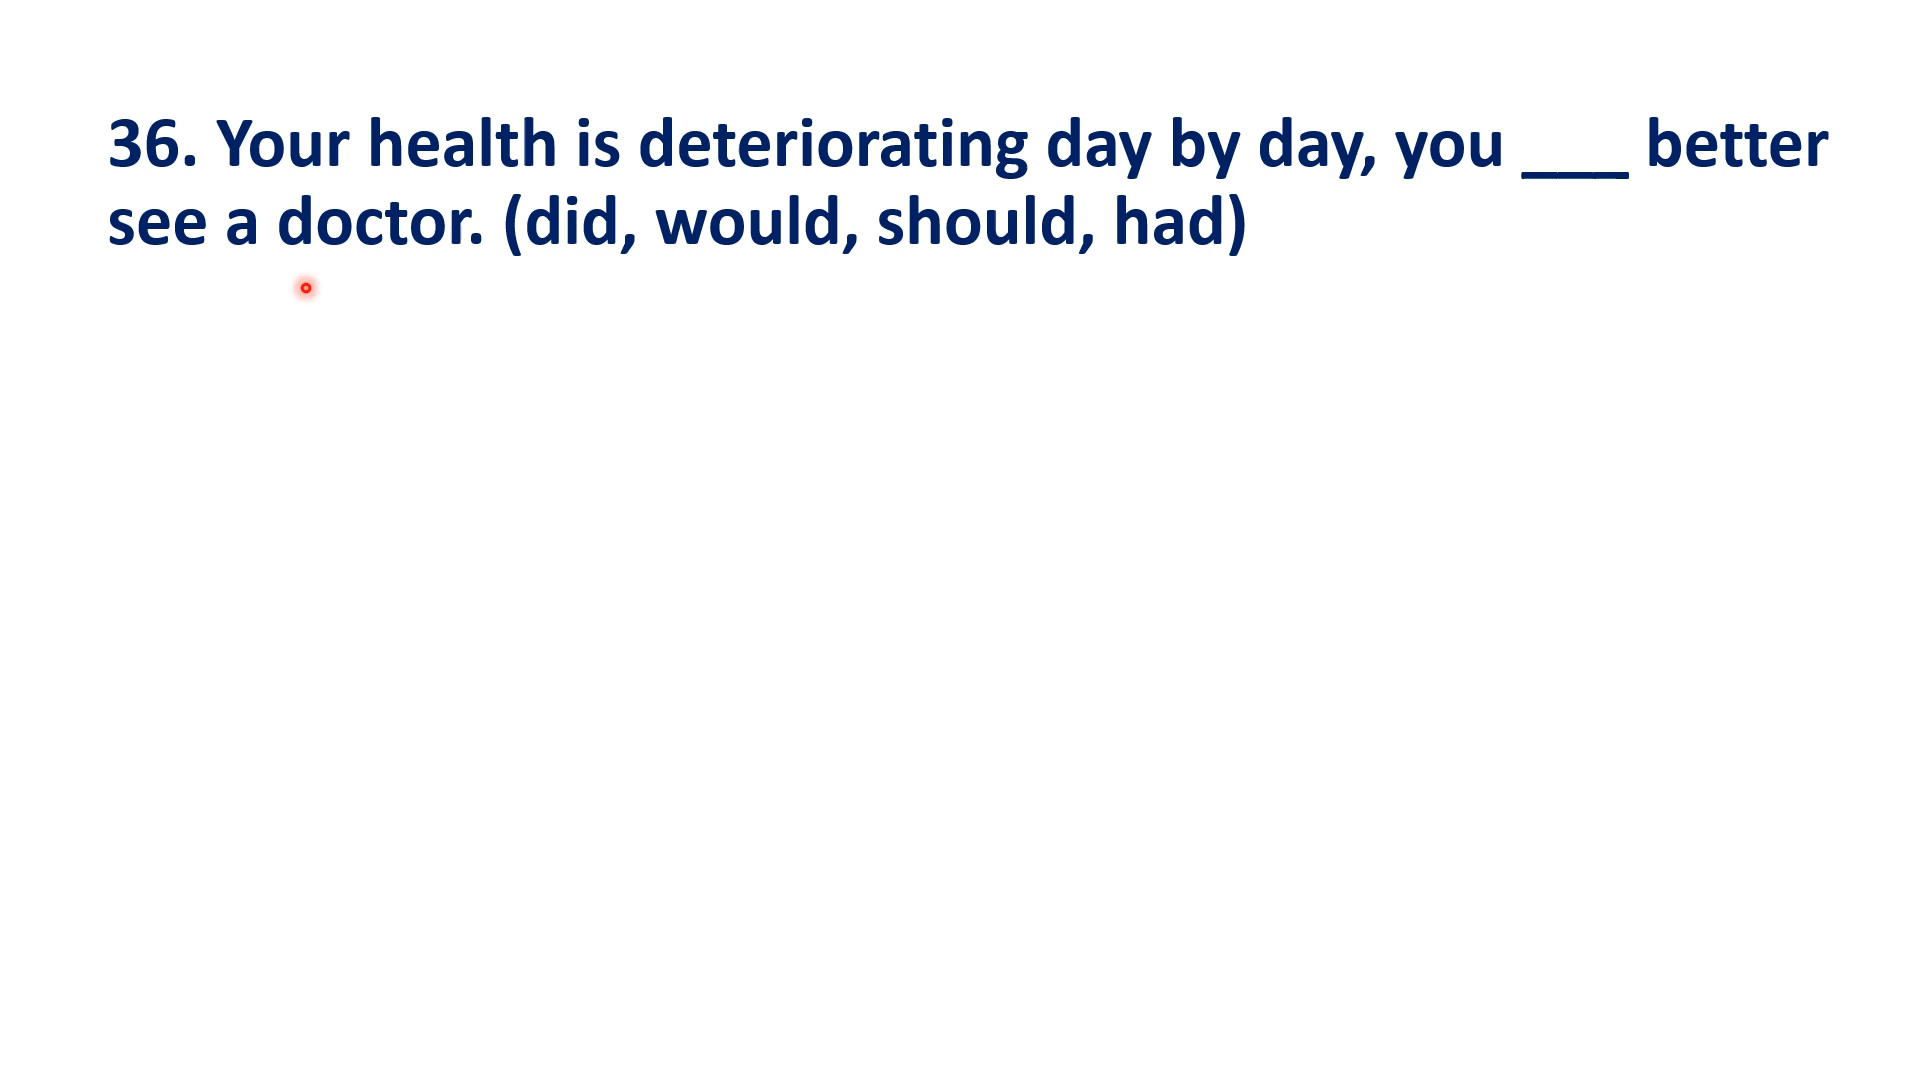 36. Your health is deteriorating day by day, you ___ better
see a doctor. (did, would, should, had)